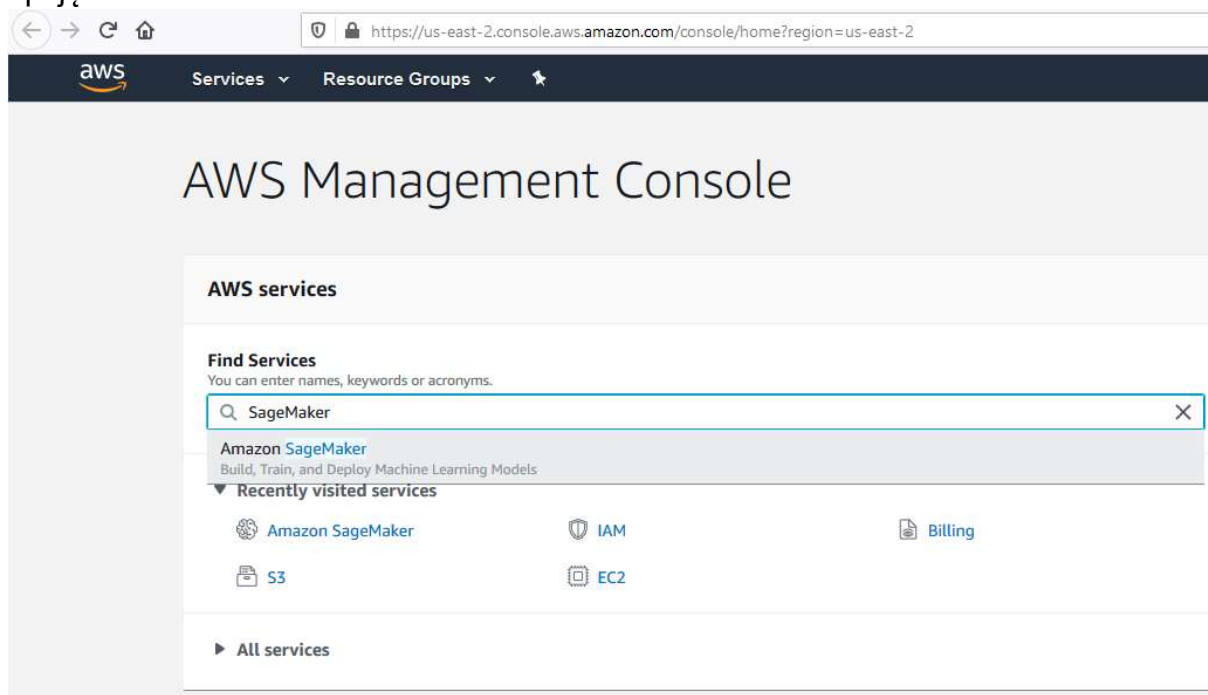 https://us-east-2.console.aws.amazon.com/console/home?region=us-east-2
aws Services Resource Groups
AWS Management Console
AWS services
Find Services
You can enter names, keywords or acronyms.
SageMaker
Amazon SageMaker
Build, Train, and Deploy Machine Learning Models
Recently visited services
Amazon SageMaker IAM Billing
S3 EC2
All services